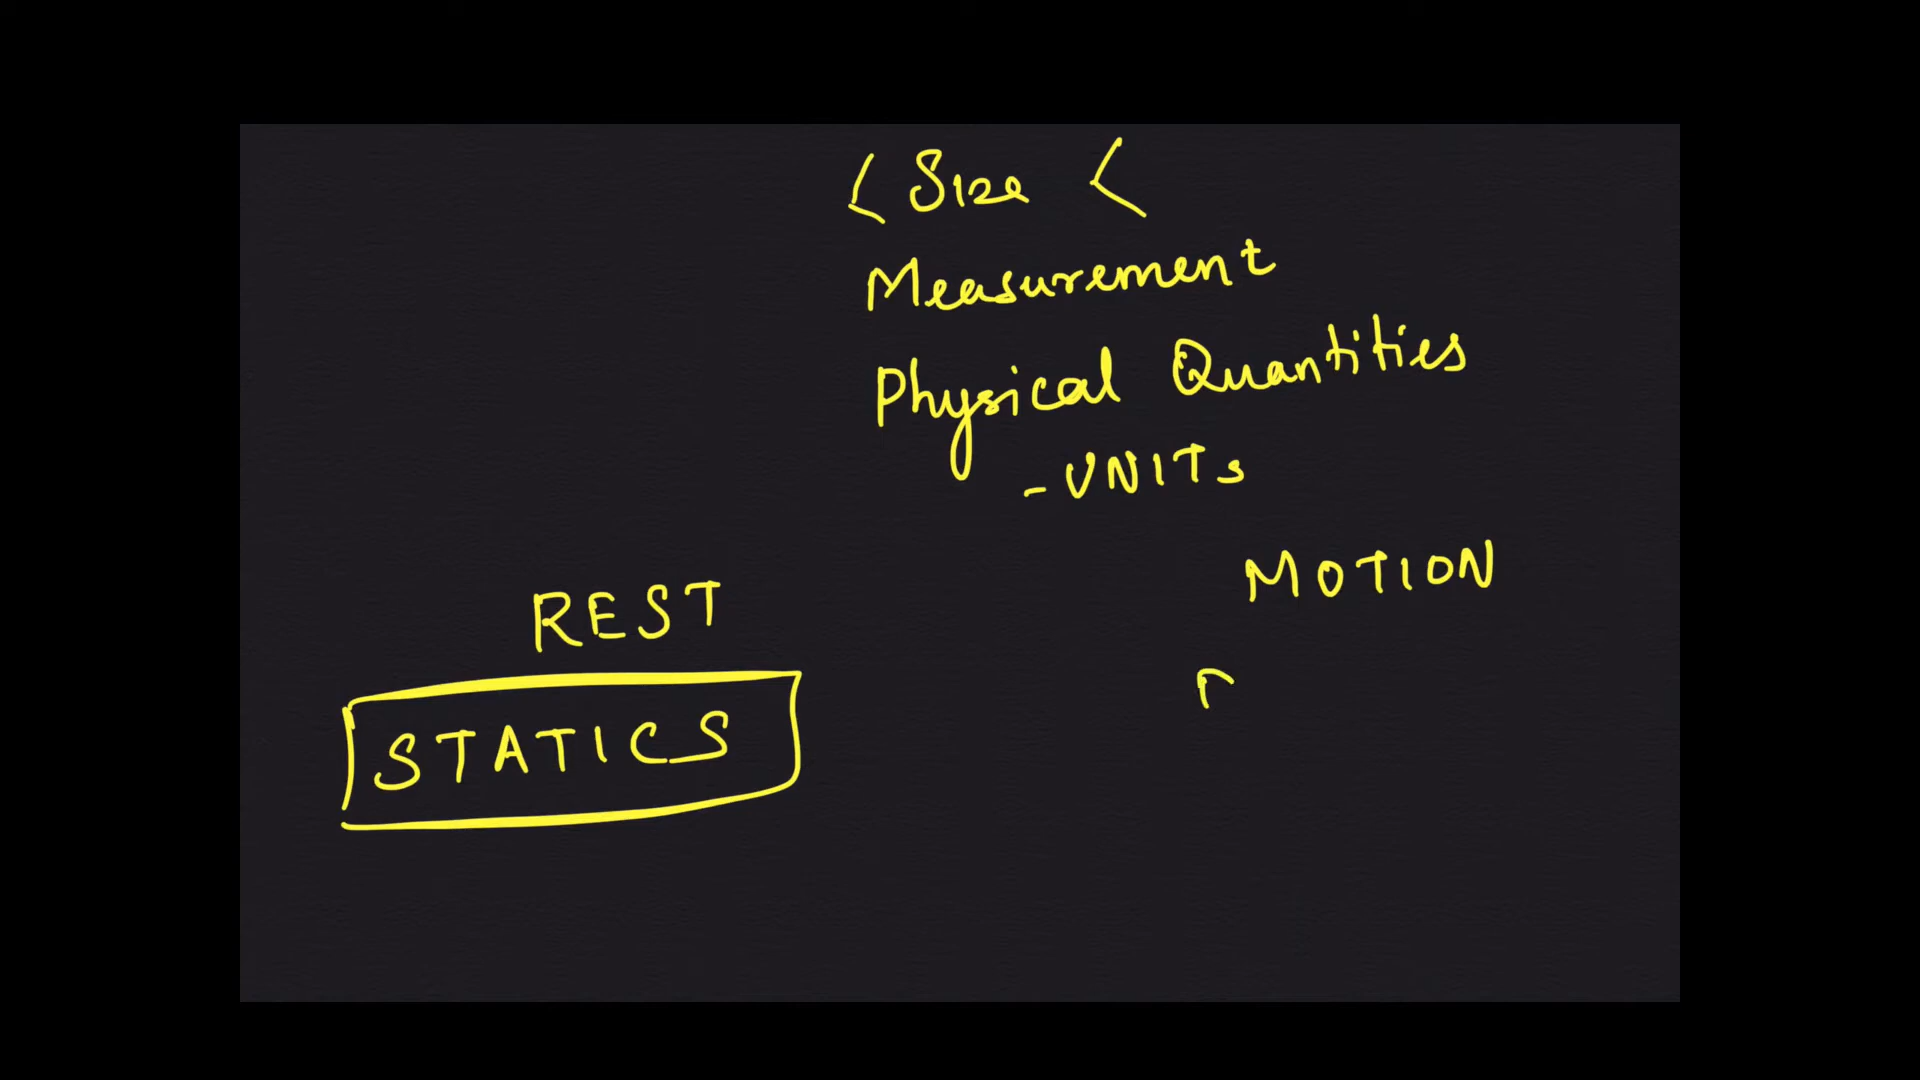 < Size <
Measurement
Physical Quantities
- UNITs
MOTION
REST
STATICS